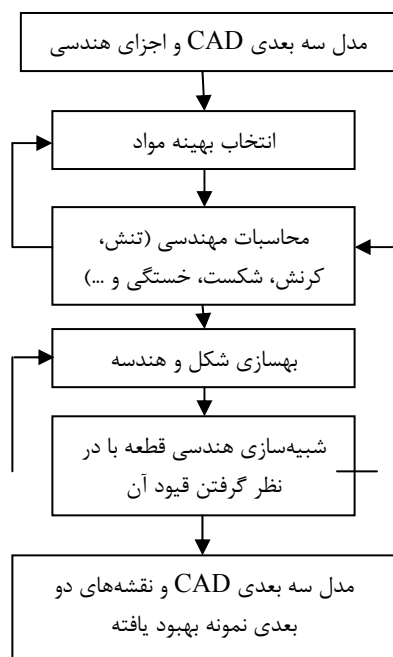 مدل سه بعدی CAD و اجزای هندسی
انتخاب بهینه مواد
محاسبات مهندسی (تنش،
کرنش، شکست، خستگی و ...)
بهسازی شکل و هندسه
شبیه‌سازی هندسی قطعه با در
نظر گرفتن قیود آن
مدل سه بعدی CAD و نقشه‌های دو
بعدی نمونه بهبود یافته